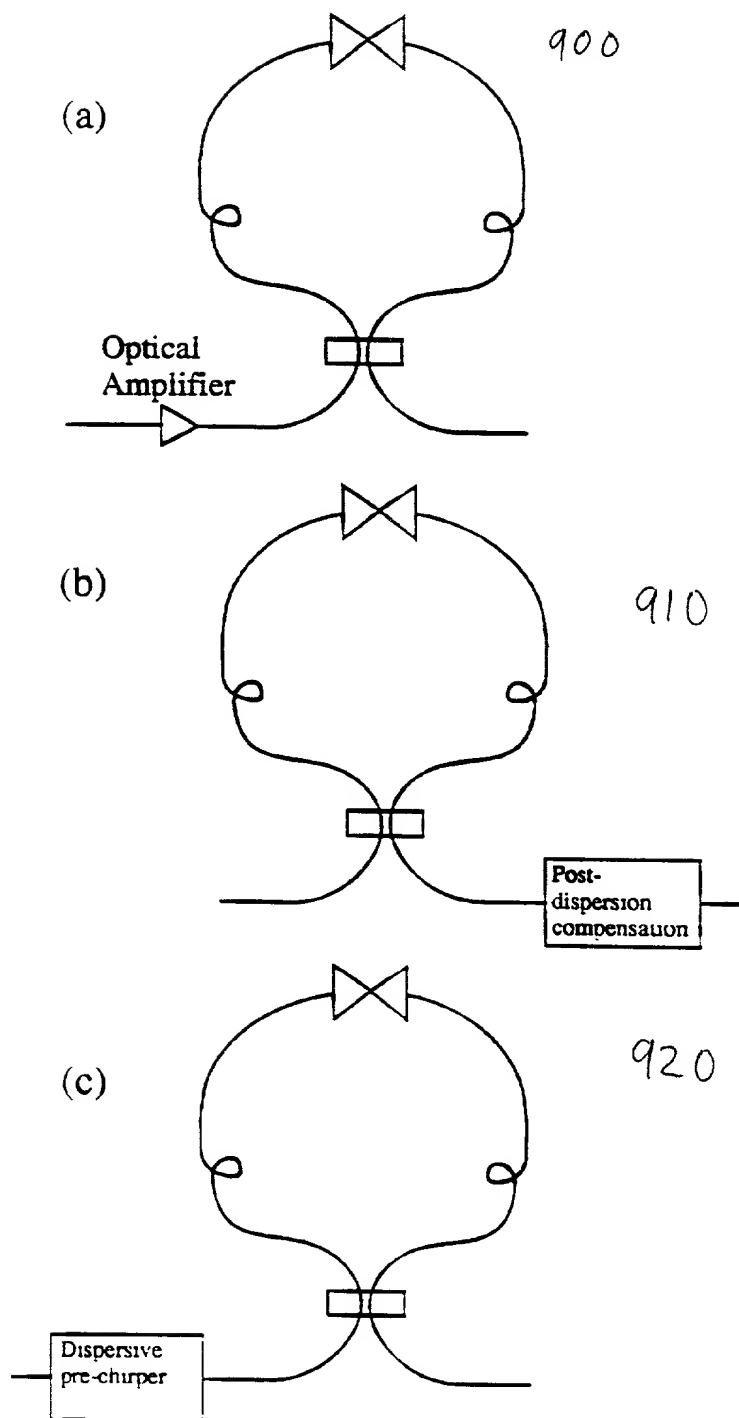 900
(a)
Optical
Amplifier
(b)
910
Post-
dispersion
compensation
920
(c)
Dispersive
pre-chirper